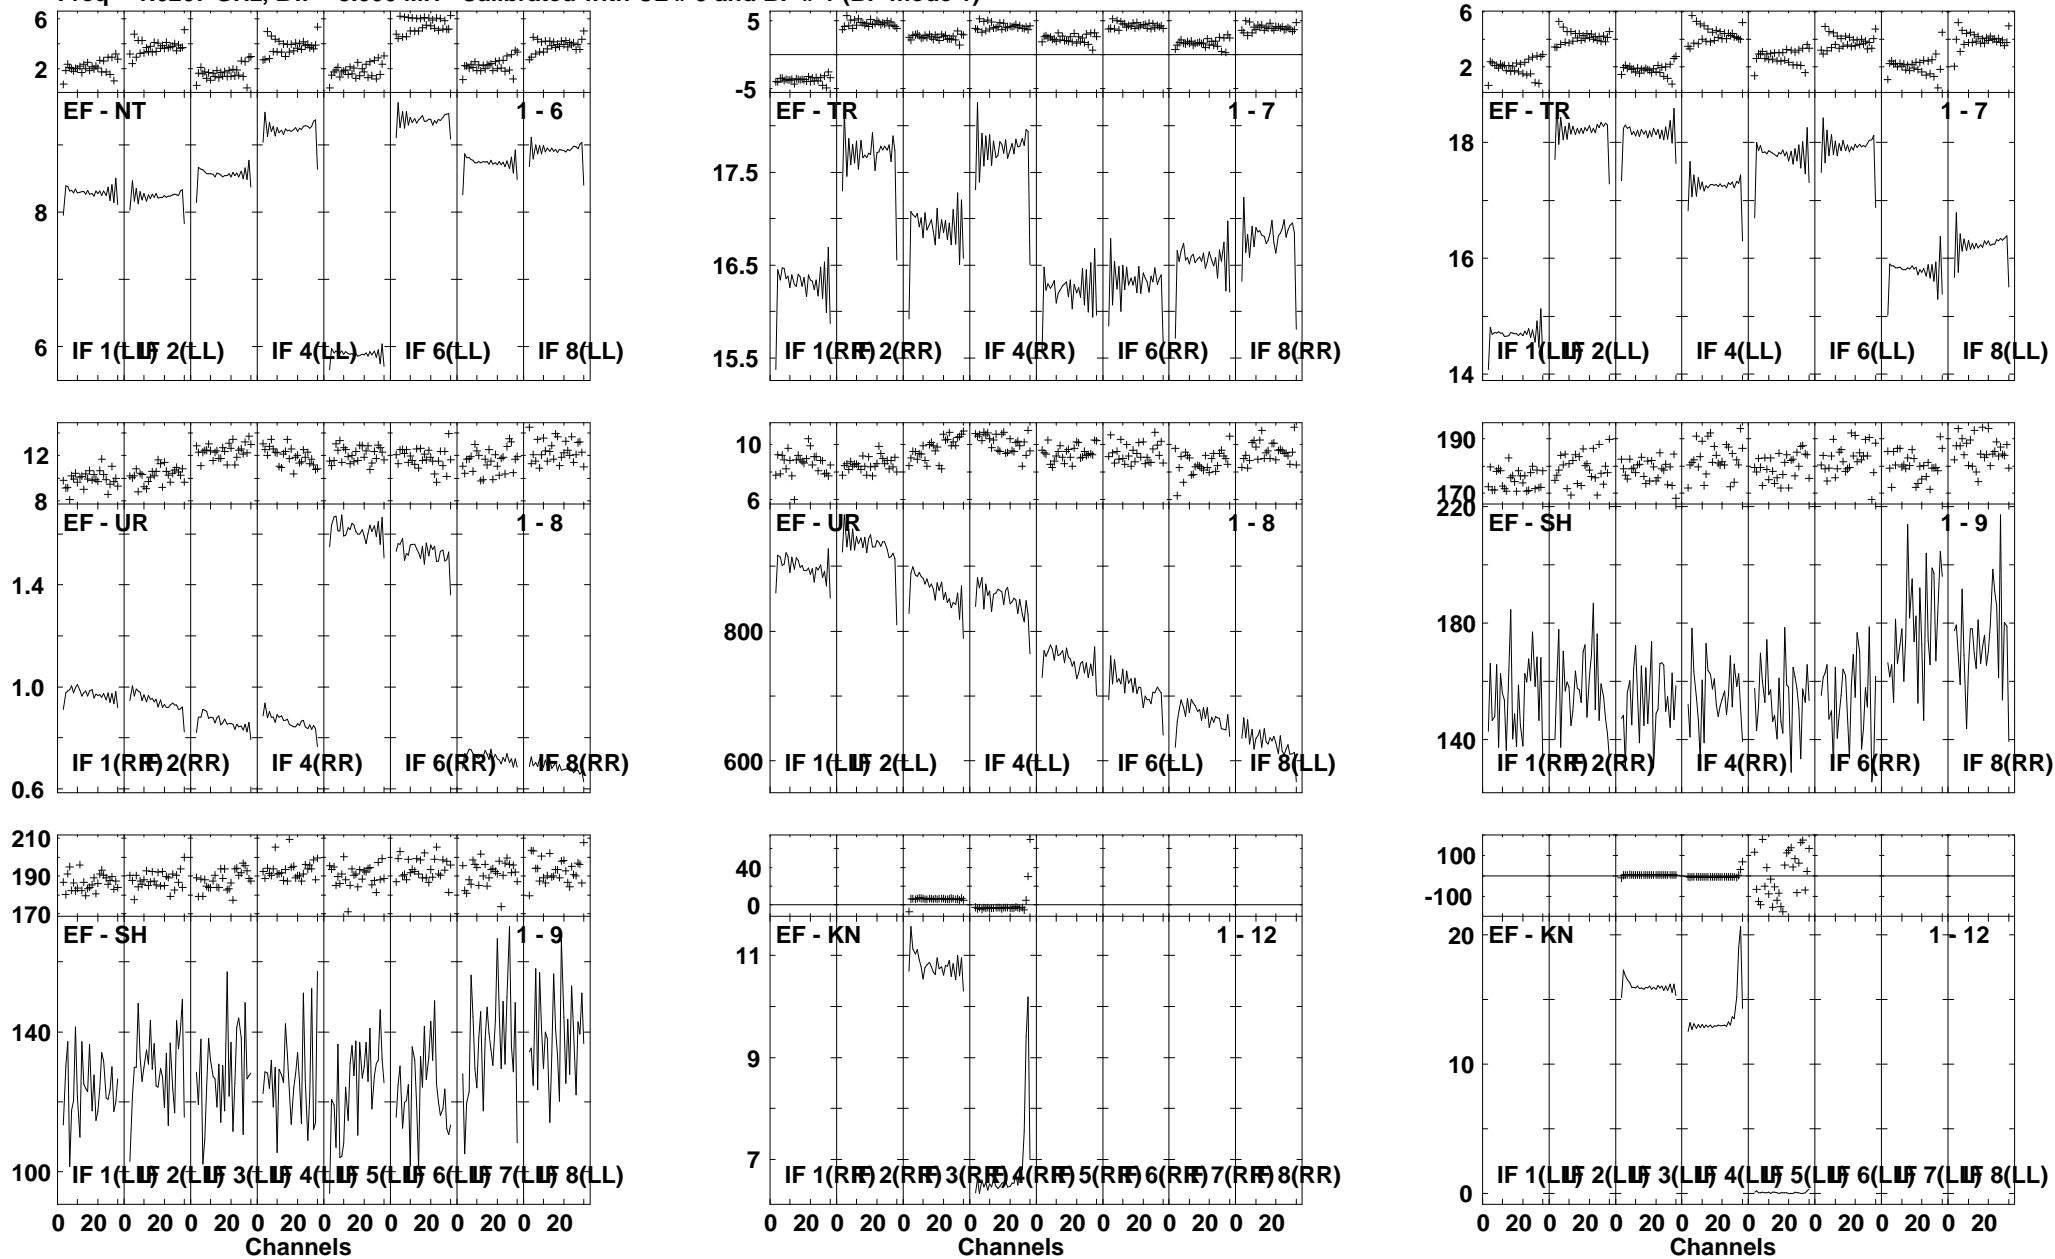 6
2
EF - NT
1 - 6
8
6
IF 1(LL) IF 2(LL) IF 4(LL) IF 6(LL) IF 8(LL)
5
-5
EF - TR
1 - 7
17.5
16.5
15.5
IF 1(RR) IF 2(RR) IF 4(RR) IF 6(RR) IF 8(RR)
6
2
EF - TR
1 - 7
18
16
14
IF 1(LL) IF 2(LL) IF 4(LL) IF 6(LL) IF 8(LL)
12
8
EF - UR
1 - 8
1.4
1.0
0.6
IF 1(RR) IF 2(RR) IF 4(RR) IF 6(RR) IF 8(RR)
10
6
EF - UR
1 - 8
800
600
IF 1(LL) IF 2(LL) IF 4(LL) IF 6(LL) IF 8(LL)
190
170
220
EF - SH
1 - 9
180
140
IF 1(RR) IF 2(RR) IF 4(RR) IF 6(RR) IF 8(RR)
210
190
170
EF - SH
1 - 9
140
100
IF 1(LL) IF 2(LL) IF 3(LL) IF 4(LL) IF 5(LL) IF 6(LL) IF 7(LL) IF 8(LL)
0 20 0 20 0 20 0 20 0 20 0 20 0 20 0 20
Channels
40
0
EF - KN
1 - 12
11
9
7
IF 1(RR) IF 2(RR) IF 3(RR) IF 4(RR) IF 5(RR) IF 6(RR) IF 7(RR) IF 8(RR)
0 20 0 20 0 20 0 20 0 20 0 20 0 20 0 20
Channels
100
-100
EF - KN
1 - 12
20
10
0
IF 1(LL) IF 2(LL) IF 3(LL) IF 4(LL) IF 5(LL) IF 6(LL) IF 7(LL) IF 8(LL)
0 20 0 20 0 20 0 20 0 20 0 20 0 20 0 20
Channels